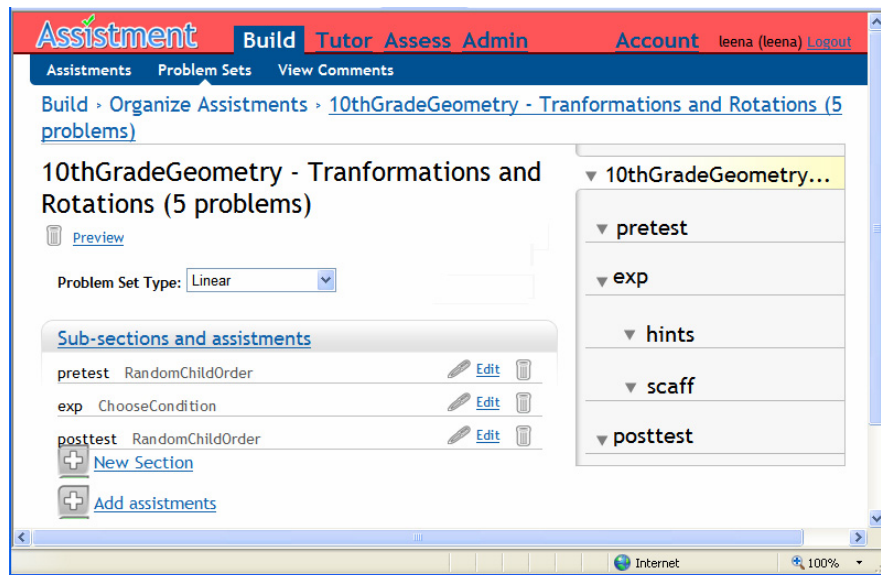 Assistment Build Tutor Assess Admin Account leena (leena) Logout
Assistments Problem Sets View Comments
Build › Organize Assistments › 10thGradeGeometry - Tranformations and Rotations (5
problems)
10thGradeGeometry - Tranformations and
Rotations (5 problems)
Preview
Problem Set Type: Linear
Sub-sections and assistments
pretest RandomChildOrder Edit
exp ChooseCondition Edit
posttest RandomChildOrder Edit
New Section
Add assistments
10thGradeGeometry...
pretest
exp
hints
scaff
posttest
Internet 100%